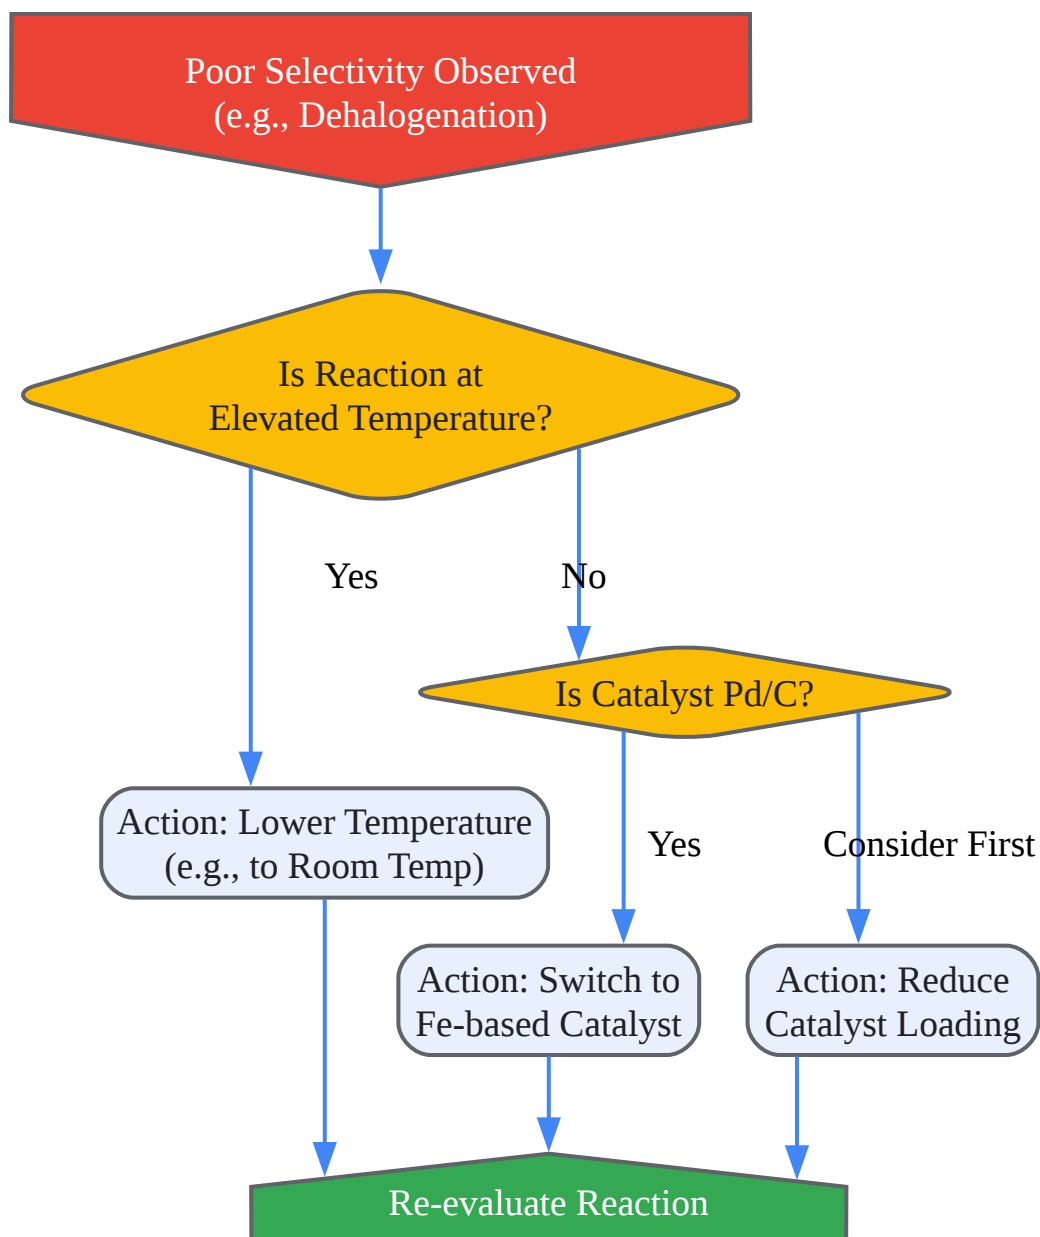 Poor Selectivity Observed
(e.g., Dehalogenation)
Is Reaction at
Elevated Temperature?
Yes
No
Is Catalyst Pd/C?
Action: Lower Temperature
(e.g., to Room Temp)
Yes
Consider First
Action: Switch to
Fe-based Catalyst
Action: Reduce
Catalyst Loading
Re-evaluate Reaction